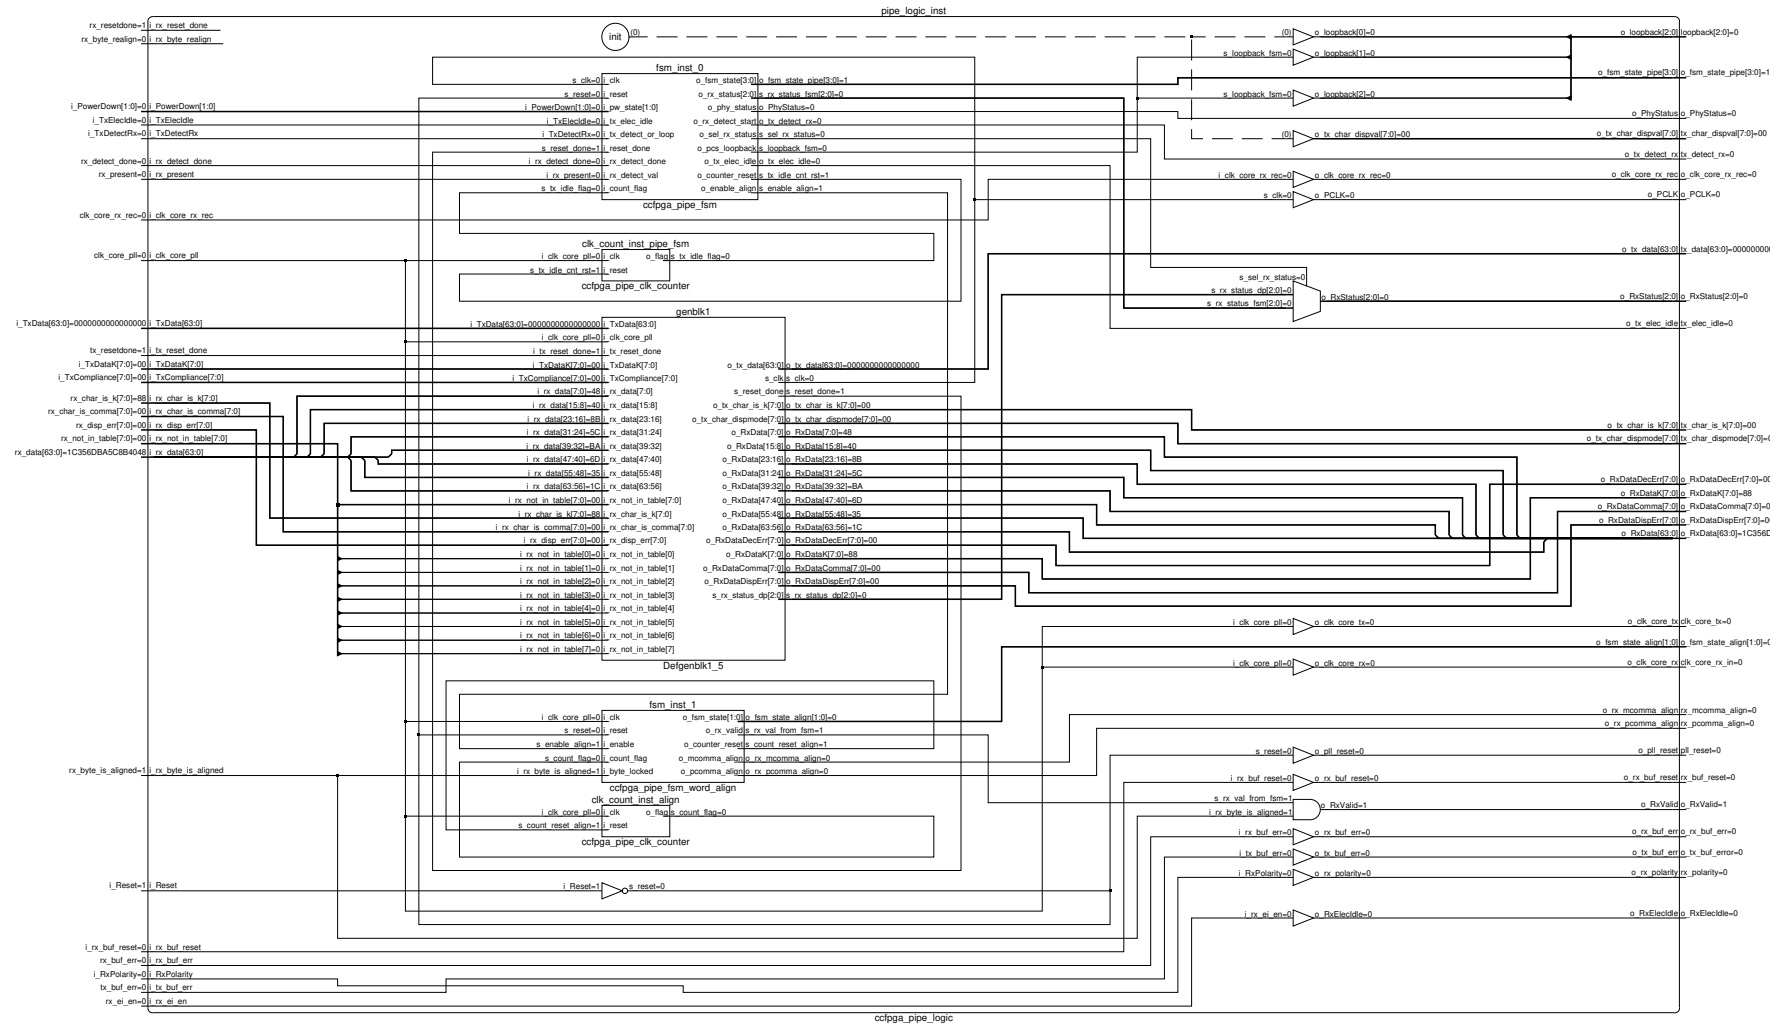 pipe_logic_inst
rx_resetdone=1 i_rx_reset_done
rx_byte_realign=0 i_rx_byte_realign
init (0) (0) o_loopback[0]=0 o_loopback[2:0] loopback[2:0]=0
s_loopback_fsm=0 o_loopback[1]=0
fsm_inst_0
s_clk=0 i_clk o_fsm_state[3:0] o_fsm_state_pipe[3:0]=1 o_fsm_state_pipe[3:0] o_fsm_state_pipe[3:0]=1
s_reset=0 i_reset o_rx_status[2:0] s_rx_status_fsm[2:0]=0 s_loopback_fsm=0 o_loopback[2]=0
i_PowerDown[1:0]=0 i_PowerDown[1:0] i_PowerDown[1:0]=0 i_pw_state[1:0] o_phy_status o_PhyStatus=0 o_PhyStatus o_PhyStatus=0
i_TxElecIdle=0 i_TxElecIdle i_TxElecIdle=0 i_tx_elec_idle o_rx_detect_start o_tx_detect_rx=0
i_TxDetectRx=0 i_TxDetectRx i_TxDetectRx=0 i_tx_detect_or_loop o_sel_rx_status s_sel_rx_status=0 (0) o_tx_char_dispval[7:0]=00 o_tx_char_dispval[7:0] tx_char_dispval[7:0]=00
s_reset_done=1 i_reset_done o_pcs_loopback s_loopback_fsm=0 o_tx_detect_rx tx_detect_rx=0
rx_detect_done=0 i_rx_detect_done i_rx_detect_done=0 i_rx_detect_done o_tx_elec_idle o_tx_elec_idle=0
rx_present=0 i_rx_present i_rx_present=0 i_rx_detect_val o_counter_reset s_tx_idle_cnt_rst=1 i_clk_core_rx_rec=0 o_clk_core_rx_rec=0 o_clk_core_rx_rec o_clk_core_rx_rec=0
s_tx_idle_flag=0 i_count_flag o_enable_align s_enable_align=1 s_clk=0 o_PCLK=0 o_PCLK o_PCLK=0
ccfpga_pipe_fsm
clk_core_rx_rec=0 i_clk_core_rx_rec
clk_count_inst_pipe_fsm o_tx_data[63:0]
clk_core_pll=0 i_clk_core_pll i_clk_core_pll=0 i_clk o_flag s_tx_idle_flag=0
s_tx_idle_cnt_rst=1 i_reset s_sel_rx_status=0
ccfpga_pipe_clk_counter s_rx_status_dp[2:0]=0 o_RxStatus[2:0]=0 o_RxStatus[2:0] o_RxStatus[2:0]=0
s_rx_status_fsm[2:0]=0
genblk1
i_TxData[63:0]=0000000000000000 i_TxData[63:0] i_TxData[63:0]=0000000000000000 i_TxData[63:0] o_tx_elec_idle tx_elec_idle=0
i_clk_core_pll=0 i_clk_core_pll
tx_resetdone=1 i_tx_reset_done i_tx_reset_done=1 i_tx_reset_done
i_TxDataK[7:0]=00 i_TxDataK[7:0] i_TxDataK[7:0]=00 i_TxDataK[7:0] o_tx_data[63:0] o_tx_data[63:0]=0000000000000000
i_TxCompliance[7:0]=00 i_TxCompliance[7:0] i_TxCompliance[7:0]=00 i_TxCompliance[7:0] s_clk s_clk=0
rx_char_is_k[7:0]=88 i_rx_char_is_k[7:0] i_rx_data[7:0]=48 i_rx_data[7:0] s_reset_done s_reset_done=1
rx_char_is_comma[7:0]=00 i_rx_char_is_comma[7:0] i_rx_data[15:8]=40 i_rx_data[15:8] o_tx_char_is_k[7:0] o_tx_char_is_k[7:0]=00
rx_disp_err[7:0]=00 i_rx_disp_err[7:0] i_rx_data[23:16]=8B i_rx_data[23:16] o_tx_char_dispmode[7:0] o_tx_char_dispmode[7:0]=00 o_tx_char_is_k[7:0] tx_char_is_k[7:0]=00
rx_not_in_table[7:0]=00 i_rx_not_in_table[7:0] i_rx_data[31:24]=5C i_rx_data[31:24] o_RxData[7:0] o_RxData[7:0]=48 o_tx_char_dispmode[7:0]
rx_data[63:0]=1C356DBA5C8B4048 i_rx_data[63:0] i_rx_data[39:32]=BA i_rx_data[39:32] o_RxData[15:8] o_RxData[15:8]=40
i_rx_data[47:40]=6D i_rx_data[47:40] o_RxData[23:16] o_RxData[23:16]=8B
i_rx_data[55:48]=35 i_rx_data[55:48] o_RxData[31:24] o_RxData[31:24]=5C o_RxDataDecErr[7:0] o_RxDataDecErr[7:0]=00
i_rx_data[63:56]=1C i_rx_data[63:56] o_RxData[39:32] o_RxData[39:32]=BA o_RxDataK[7:0] o_RxDataK[7:0]=88
i_rx_not_in_table[7:0]=00 i_rx_not_in_table[7:0] o_RxData[47:40] o_RxData[47:40]=6D o_RxDataComma[7:0]
i_rx_char_is_k[7:0]=88 i_rx_char_is_k[7:0] o_RxData[55:48] o_RxData[55:48]=35 o_RxDataDispErr[7:0]
i_rx_char_is_comma[7:0]=00 i_rx_char_is_comma[7:0] o_RxData[63:56] o_RxData[63:56]=1C o_RxData[63:0]
i_rx_disp_err[7:0]=00 i_rx_disp_err[7:0] o_RxDataDecErr[7:0] o_RxDataDecErr[7:0]=00
i_rx_not_in_table[0]=0 i_rx_not_in_table[0] o_RxDataK[7:0] o_RxDataK[7:0]=88
i_rx_not_in_table[1]=0 i_rx_not_in_table[1] o_RxDataComma[7:0] o_RxDataComma[7:0]=00
i_rx_not_in_table[2]=0 i_rx_not_in_table[2] o_RxDataDispErr[7:0] o_RxDataDispErr[7:0]=00
i_rx_not_in_table[3]=0 i_rx_not_in_table[3] s_rx_status_dp[2:0] s_rx_status_dp[2:0]=0
i_rx_not_in_table[4]=0 i_rx_not_in_table[4]
i_rx_not_in_table[5]=0 i_rx_not_in_table[5] i_clk_core_pll=0 o_clk_core_tx=0 o_clk_core_tx clk_core_tx=0
i_rx_not_in_table[6]=0 i_rx_not_in_table[6] o_fsm_state_align[1:0]
i_rx_not_in_table[7]=0 i_rx_not_in_table[7]
Defgenblk1_5 i_clk_core_pll=0 o_clk_core_rx=0 o_clk_core_rx clk_core_rx_in=0
fsm_inst_1
i_clk_core_pll=0 i_clk o_fsm_state[1:0] o_fsm_state_align[1:0]=0 o_rx_mcomma_align rx_mcomma_align=0
s_reset=0 i_reset o_rx_valid s_rx_val_from_fsm=1 o_rx_pcomma_align rx_pcomma_align=0
s_enable_align=1 i_enable o_counter_reset s_count_reset_align=1
s_count_flag=0 i_count_flag o_mcomma_align o_rx_mcomma_align=0 s_reset=0 o_pll_reset=0 o_pll_reset pll_reset=0
rx_byte_is_aligned=1 i_rx_byte_is_aligned i_rx_byte_is_aligned=1 i_byte_locked o_pcomma_align o_rx_pcomma_align=0 i_rx_buf_reset=0 o_rx_buf_reset=0 o_rx_buf_reset rx_buf_reset=0
ccfpga_pipe_fsm_word_align
clk_count_inst_align s_rx_val_from_fsm=1 o_RxValid=1 o_RxValid o_RxValid=1
i_clk_core_pll=0 i_clk o_flag s_count_flag=0 i_rx_byte_is_aligned=1
s_count_reset_align=1 i_reset i_rx_buf_err=0 o_rx_buf_err=0 o_rx_buf_err o_rx_buf_err=0
ccfpga_pipe_clk_counter
i_tx_buf_err=0 o_tx_buf_err=0 o_tx_buf_err o_tx_buf_error=0
i_RxPolarity=0 o_rx_polarity=0 o_rx_polarity rx_polarity=0
i_Reset=1 i_Reset i_Reset=1 s_reset=0
i_rx_ei_en=0 o_RxElecIdle=0 o_RxElecIdle o_RxElecIdle=0
i_rx_buf_reset=0 i_rx_buf_reset
rx_buf_err=0 i_rx_buf_err
i_RxPolarity=0 i_RxPolarity
tx_buf_err=0 i_tx_buf_err
rx_ei_en=0 i_rx_ei_en
ccfpga_pipe_logic